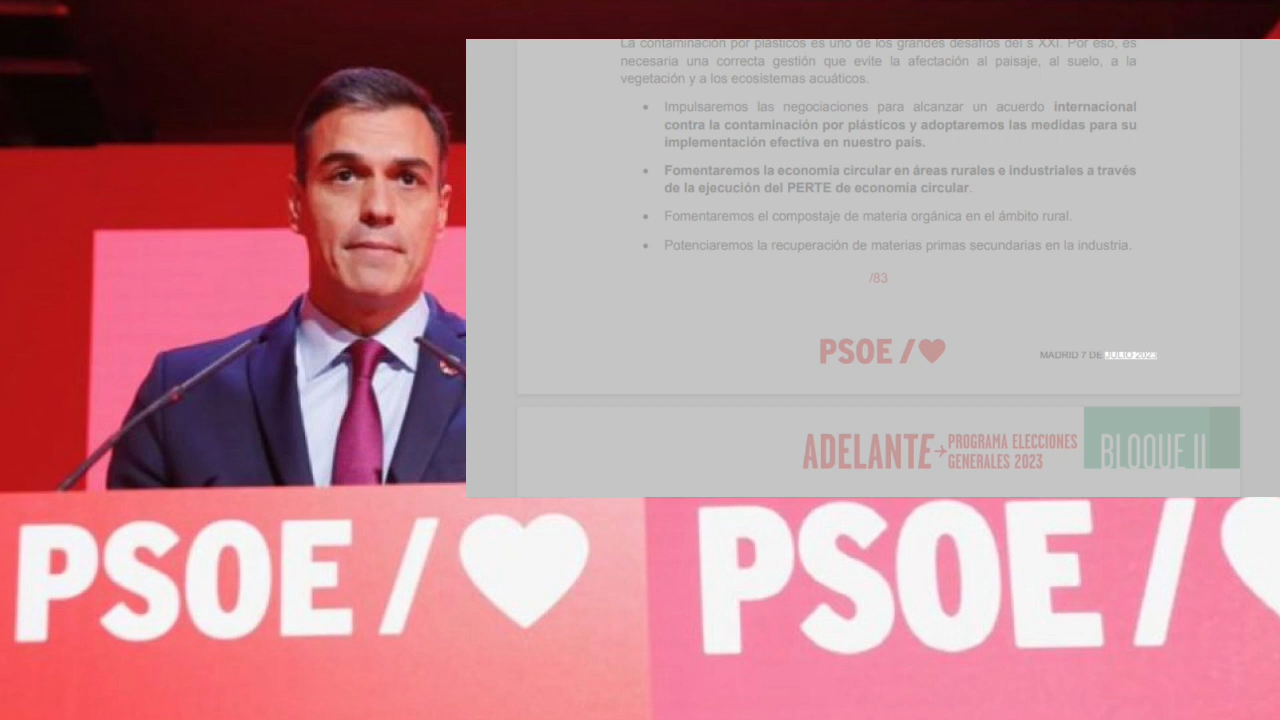 La contaminación por plásticos es uno de los grandes desafíos del s XXI. Por eso, es
necesaria una correcta gestión que evite la afectación al paisaje, al suelo, a la
vegetación y a los ecosistemas acuáticos.
• Impulsaremos las negociaciones para alcanzar un acuerdo internacional
contra la contaminación por plásticos y adoptaremos las medidas para su
implementación efectiva en nuestro país.
• Fomentaremos la economía circular en áreas rurales e industriales a través
de la ejecución del PERTE de economía circular.
• Fomentaremos el compostaje de materia orgánica en el ámbito rural.
• Potenciaremos la recuperación de materias primas secundarias en la industria.
/83
PSOE /
MADRID 7 DE JULIO 2023
ADELANTE→PROGRAMA ELECCIONES
GENERALES 2023
BLOQUE II
PSOE /
PSOE /